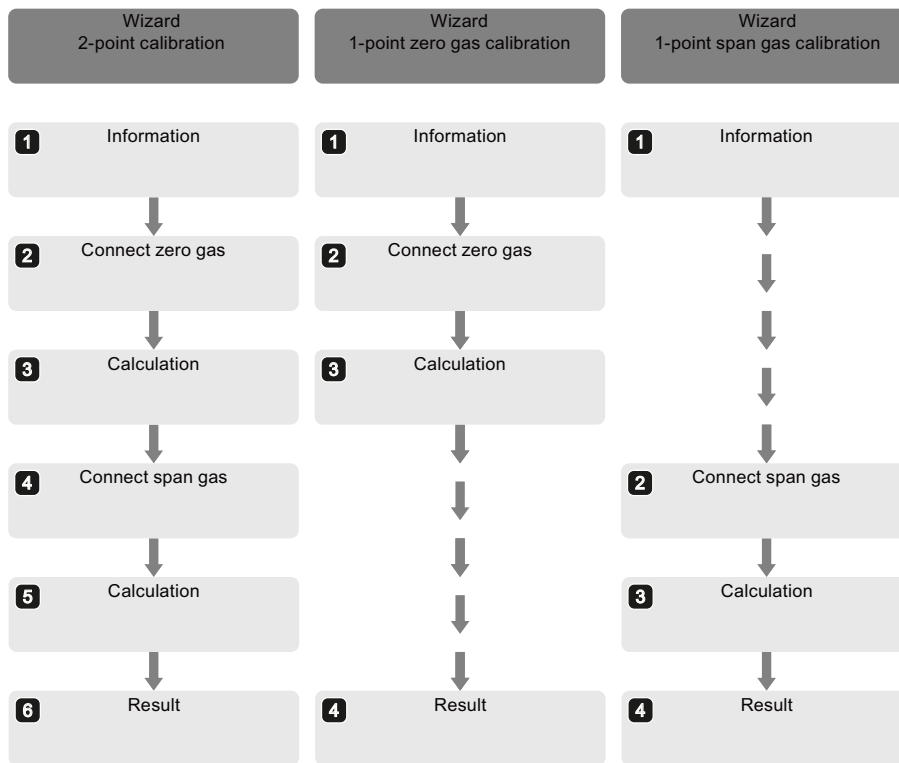 Wizard
2-point calibration
Wizard
1-point zero gas calibration
Wizard
1-point span gas calibration
1 Information
1 Information
1 Information
2 Connect zero gas
2 Connect zero gas
3 Calculation
3 Calculation
4 Connect span gas
2 Connect span gas
5 Calculation
3 Calculation
6 Result
4 Result
4 Result